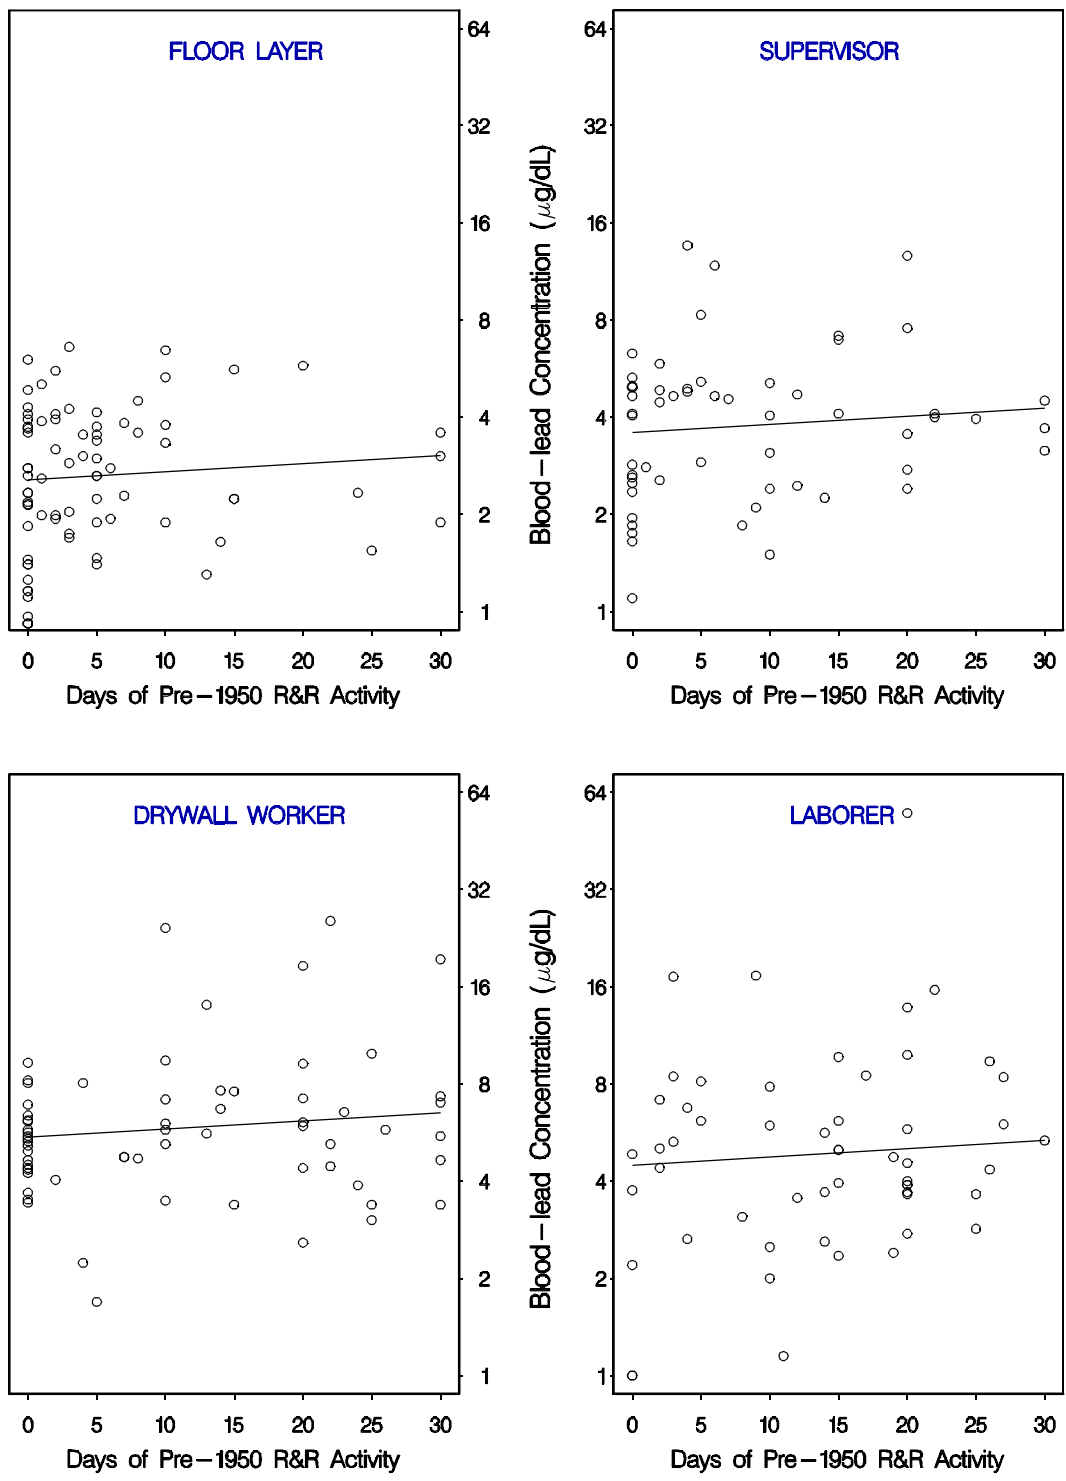 FLOOR LAYER
64
32
16
8
4
2
1
0 5 10 15 20 25 30
Days of Pre-1950 R&R Activity
SUPERVISOR
Blood-lead Concentration (μg/dL)
64
32
16
8
4
2
1
0 5 10 15 20 25 30
Days of Pre-1950 R&R Activity
DRYWALL WORKER
64
32
16
8
4
2
1
0 5 10 15 20 25 30
Days of Pre-1950 R&R Activity
LABORER
Blood-lead Concentration (μg/dL)
64
32
16
8
4
2
1
0 5 10 15 20 25 30
Days of Pre-1950 R&R Activity